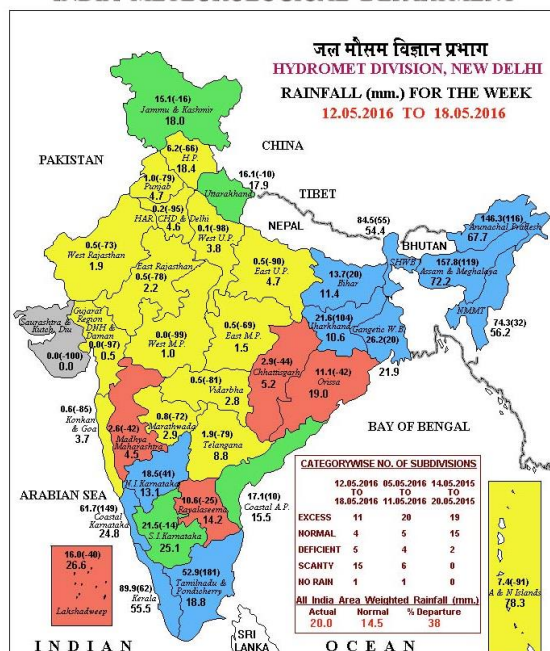 INDIA METEOROLOGICAL DEPARTMENT
जल मौसम विज्ञान प्रभाग
HYDROMET DIVISION, NEW DELHI
RAINFALL (mm.) FOR THE WEEK
12.05.2016 TO 18.05.2016
15.1(-16)
Jammu & Kashmir
18.0
CHINA
PAKISTAN
6.2(-66)
H.P.
18.4
1.0(-79)
Punjab
4.7
16.1(-10)
Uttarakhand
17.9
TIBET
0.2(-95)
HAR. CHD & Delhi
4.6
0.1(-98)
West U.P.
3.8
NEPAL
84.5(55)
54.4
BHUTAN
146.3(116)
Arunachal Pradesh
67.7
0.5(-73)
West Rajasthan
1.9
East Rajasthan
0.5(-78)
2.2
0.5(-90)
East U.P.
4.7
13.7(20)
Bihar
11.4
SHWB
157.8(119)
Assam & Meghalaya
72.2
NMMT
74.3(32)
56.2
Saurashtra &
Kutch, Diu
0.0(-100)
0.0
Gujarat
Region
DNH &
Daman
0.0(-97)
0.5
0.0(-99)
West M.P.
1.0
0.5(-69)
East M.P.
1.5
21.6(104)
Jharkhand
10.6
Gangetic W.B.
26.2(20)
21.9
2.9(-44)
Chhattisgarh
5.2
11.1(-42)
Orissa
19.0
0.5(-81)
Vidarbha
2.8
0.6(-85)
Konkan
& Goa
3.7
2.6(-42)
Madhya
Maharashtra
4.5
0.8(-72)
Marathwada
2.9
1.9(-79)
Telangana
8.8
BAY OF BENGAL
ARABIAN SEA
18.5(41)
N.I.Karnataka
13.1
10.6(-25)
Rayalaseema
14.2
17.1(10)
Coastal A.P.
15.5
61.7(149)
Coastal
Karnataka
24.8
21.5(-14)
S.I.Karnataka
25.1
16.0(-40)
26.6
Lakshadweep
89.9(62)
Kerala
55.5
52.9(181)
Tamilnadu &
Pondicherry
18.8
7.4(-91)
A & N Islands
78.3
CATEGORYWISE NO. OF SUBDIVISIONS
12.05.2016 05.05.2016 14.05.2015
TO TO TO
18.05.2016 11.05.2016 20.05.2015
EXCESS 11 20 19
NORMAL 4 5 15
DEFICIENT 5 4 2
SCANTY 15 6 0
NO RAIN 1 1 0
All India Area Weighted Rainfall (mm.)
Actual Normal % Departure
20.0 14.5 38
SRI
LANKA
INDIAN OCEAN